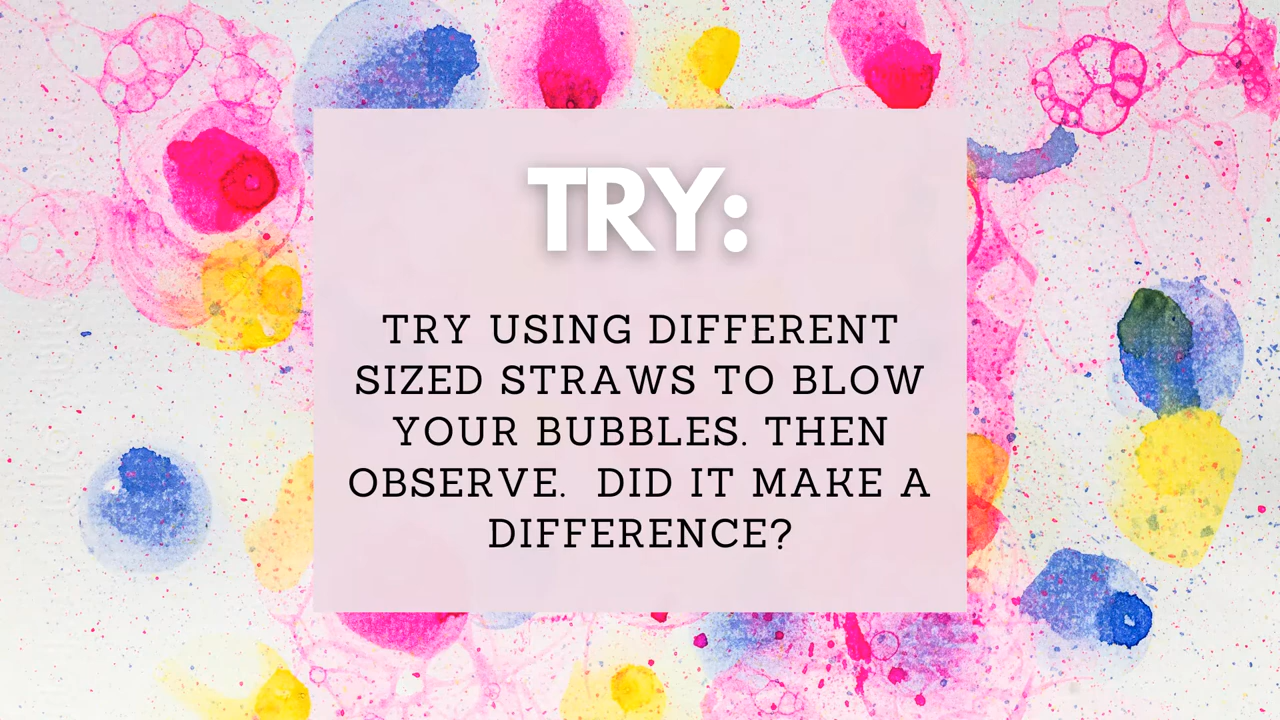 TRY:
TRY USING DIFFERENT
SIZED STRAWS TO BLOW
YOUR BUBBLES. THEN
OBSERVE.  DID IT MAKE A
DIFFERENCE?